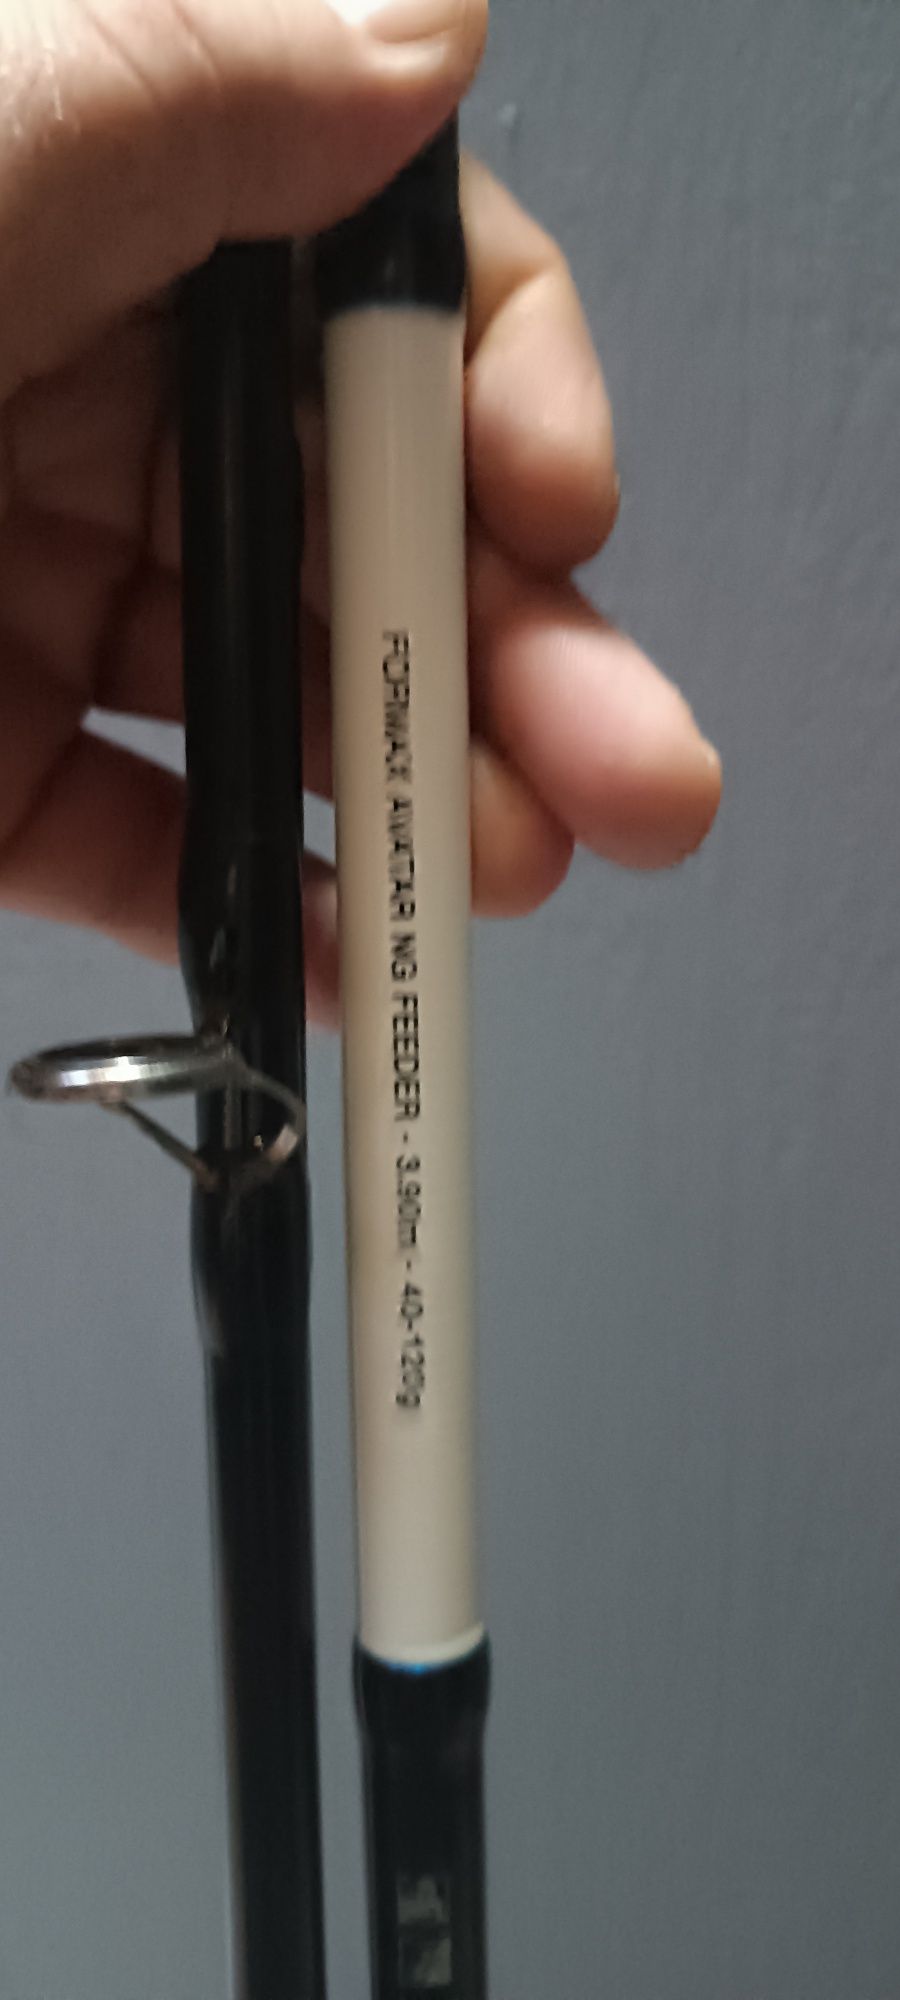 FORMAX AVATAR NG FEEDER - 3.90m - 40-120g